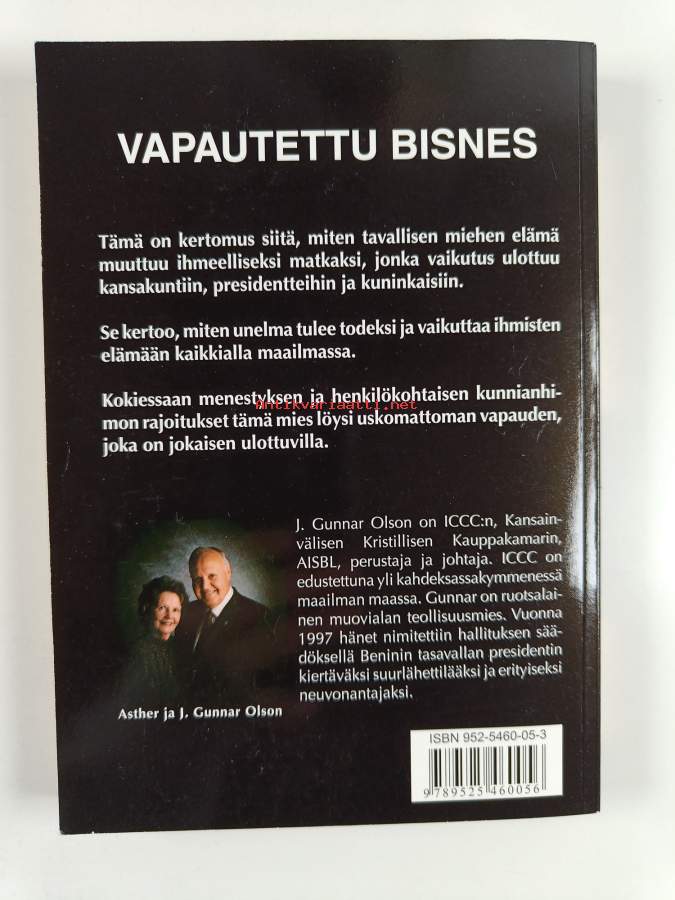 VAPAUTETTU BISNES
Tämä on kertomus siitä, miten tavallisen miehen elämä
muuttuu ihmeelliseksi matkaksi, jonka vaikutus ulottuu
kansakuntiin, presidentteihin ja kuninkaisiin.
Se kertoo, miten unelma tulee todeksi ja vaikuttaa ihmisten
elämään kaikkialla maailmassa.
Kokiessaan menestyksen ja henkilökohtaisen kunnianhi-
Antikvariaatti.net
mon rajoitukset tämä mies löysi uskomattoman vapauden,
joka on jokaisen ulottuvilla.
J. Gunnar Olson on ICCC:n, Kansain-
välisen Kristillisen Kauppakamarin,
AISBL, perustaja ja johtaja. ICCC on
edustettuna yli kahdeksassakymmenessä
maailman maassa. Gunnar on ruotsalai-
nen muovialan teollisuusmies. Vuonna
1997 hänet nimitettiin hallituksen sää-
döksellä Beninin tasavallan presidentin
kiertäväksi suurlähettilääksi ja erityiseksi
neuvonantajaksi.
Asther ja J. Gunnar Olson
ISBN 952-5460-05-3
9 789525 460056